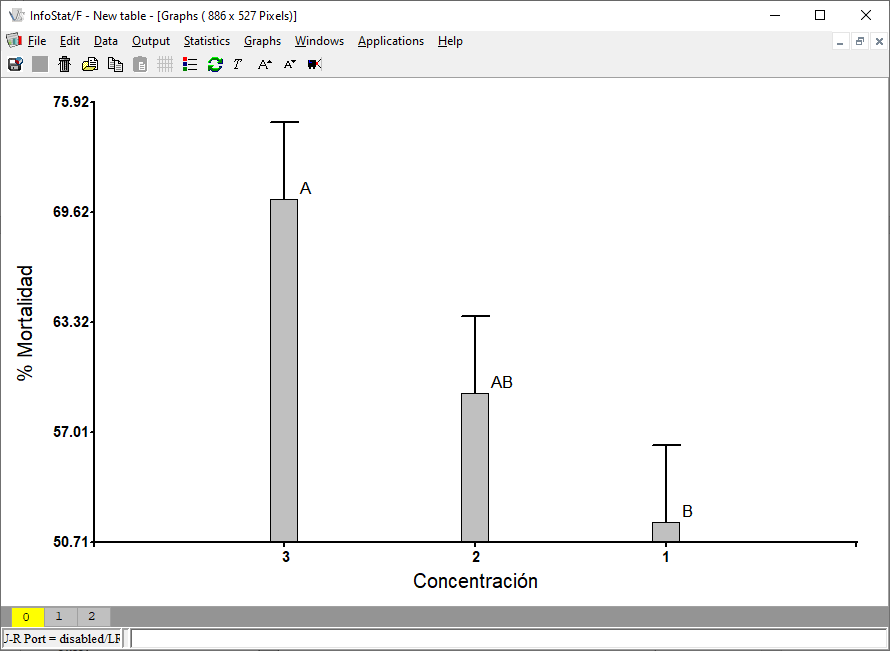 InfoStat/F - New table - [Graphs ( 886 x 527 Pixels)]
File Edit Data Output Statistics Graphs Windows Applications Help
75.92
69.62
63.32
57.01
50.71
% Mortalidad
A
AB
B
3 2 1
Concentración
0 1 2
J-R Port = disabled/LR